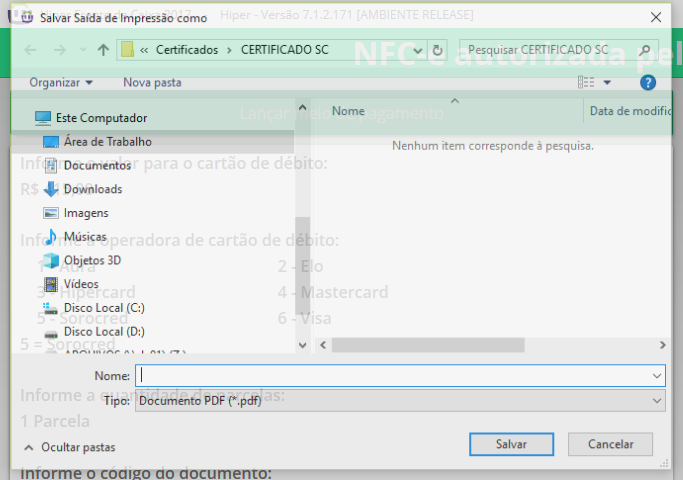 Salvar Saída de Impressão como
Hiper - Versão 7.1.2.171 [AMBIENTE RELEASE]
« Certificados › CERTIFICADO SC
Pesquisar CERTIFICADO SC
NFC-e autorizada pel
Organizar
Nova pasta
Este Computador
Nome
Data de modific
Lançar meio de pagamento
Área de Trabalho
Nenhum item corresponde à pesquisa.
Informe o valor para o cartão de débito:
Documentos
R$
Downloads
Imagens
Informe a operadora de cartão de débito:
Músicas
1 - Aura
2 - Elo
Objetos 3D
Vídeos
3 - Hipercard
4 - Mastercard
Disco Local (C:)
5 - Sorocred
6 - Visa
Disco Local (D:)
5 = Sorocred
Nome:
Informe a quantidade de parcelas:
Tipo: Documento PDF (*.pdf)
1 Parcela
Ocultar pastas
Salvar
Cancelar
Informe o código do documento: